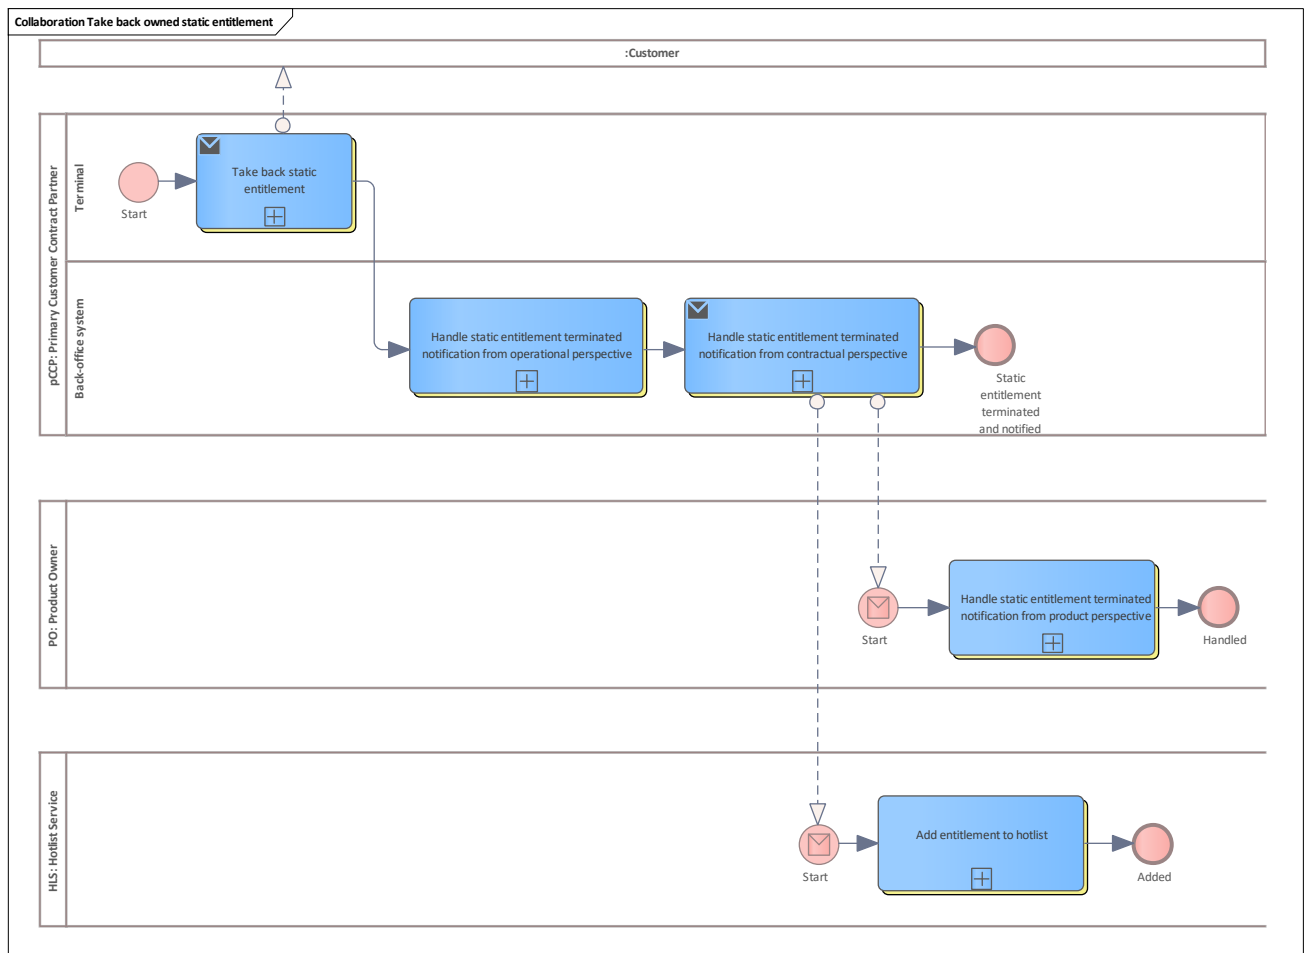 Collaboration Take back owned static entitlement
:Customer
pCCP: Primary Customer Contract Partner
Terminal
Start
Take back static
entitlement
Back-office system
Handle static entitlement terminated
notification from operational perspective
Handle static entitlement terminated
notification from contractual perspective
Static
entitlement
terminated
and notified
PO: Product Owner
Start
Handle static entitlement terminated
notification from product perspective
Handled
HLS: Hotlist Service
Start
Add entitlement to hotlist
Added